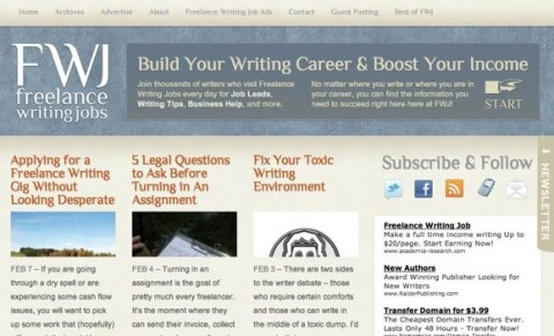 Home Archives Advertise About Freelance Writing Job Ads Contact Guest Posting Best of FWJ
FWJ
freelance
writing jobs
Build Your Writing Career & Boost Your Income
Join thousands of writers who visit Freelance
Writing Jobs every day for Job Leads,
Writing Tips, Business Help, and more.
No matter where you write or where you are in
your career, you can find the information you
need to succeed right here here at FWJ!
START
Applying for a
Freelance Writing
Gig Without
Looking Desperate
FEB 7 – If you are going
through a dry spell or are
experiencing some cash flow
issues, you will want to pick
up some work that (hopefully)
5 Legal Questions
to Ask Before
Turning in An
Assignment
FEB 4 – Turning in an
assignment is the goal of
pretty much every freelancer.
It's the moment where they
can send their invoice, collect
Fix Your Toxic
Writing
Environment
FEB 3 – There are two sides
to the writer debate – those
who require certain comforts
and those who can write in
the middle of a toxic dump. I'd
Subscribe & Follow
NEWSLETTER
Freelance Writing Job
Make a full time income writing Up to
$20/page. Start Earning Now!
www.academia-research.com
New Authors
Award Winning Publisher Looking for
New Writers
www.RaiderPublishing.com
Transfer Domain for $3.99
The Cheapest Domain Transfers Ever.
Lasts Only 48 Hours - Transfer Now!